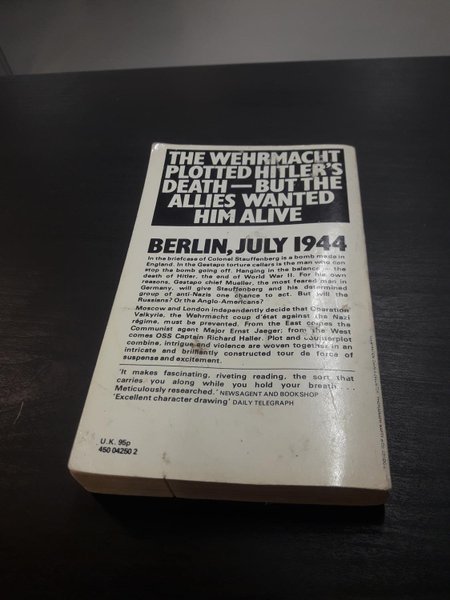 THE WEHRMACHT
PLOTTED HITLER'S
DEATH — BUT THE
ALLIES WANTED
HIM ALIVE
BERLIN, JULY 1944
In the briefcase of Colonel Stauffenberg is a bomb made in
England. In the Gestapo torture cellars is the man who can
stop the bomb going off. Hanging in the balance — the
death of Hitler, the end of World War II. For his own
reasons, Gestapo chief Mueller, the most feared man in
Germany, will give Stauffenberg and his determined
group of anti-Nazis one chance to act. But will the
Russians? Or the Anglo-Americans?
Moscow and London independently decide that Operation
Valkyrie, the Wehrmacht coup d'état against the Nazi
régime, must be prevented. From the East comes the
Communist agent Major Ernst Jaeger; from the West
comes OSS Captain Richard Haller. Plot and counterplot
combine, intrigue and violence are woven together in an
intricate and brilliantly constructed tour de force of
suspense and excitement.
'It makes fascinating, riveting reading, the sort that
carries you along while you hold your breath . . .
Meticulously researched.' NEWSAGENT AND BOOKSHOP
'Excellent character drawing' DAILY TELEGRAPH
U.K. 95p
450 04250 2